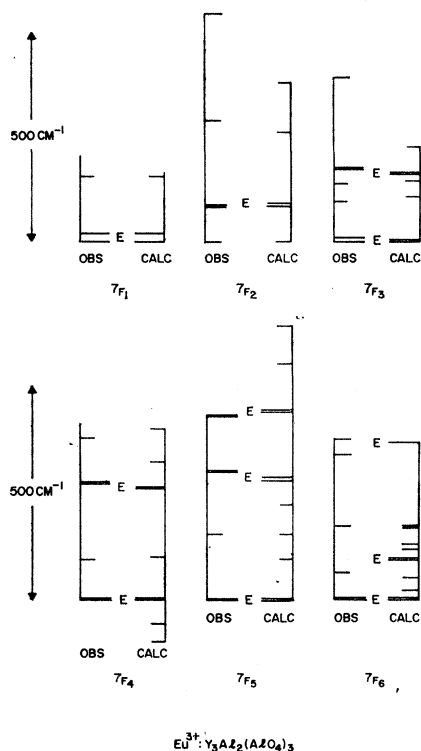 500 CM⁻¹
E
E
E
E
OBS CALC
OBS CALC
OBS CALC
⁷F₁
⁷F₂
⁷F₃
500 CM⁻¹
E
E
E
E
E
E
E
E
OBS CALC
OBS CALC
OBS CALC
⁷F₄
⁷F₅
⁷F₆
Eu³⁺: Y₃Al₂(AlO₄)₃